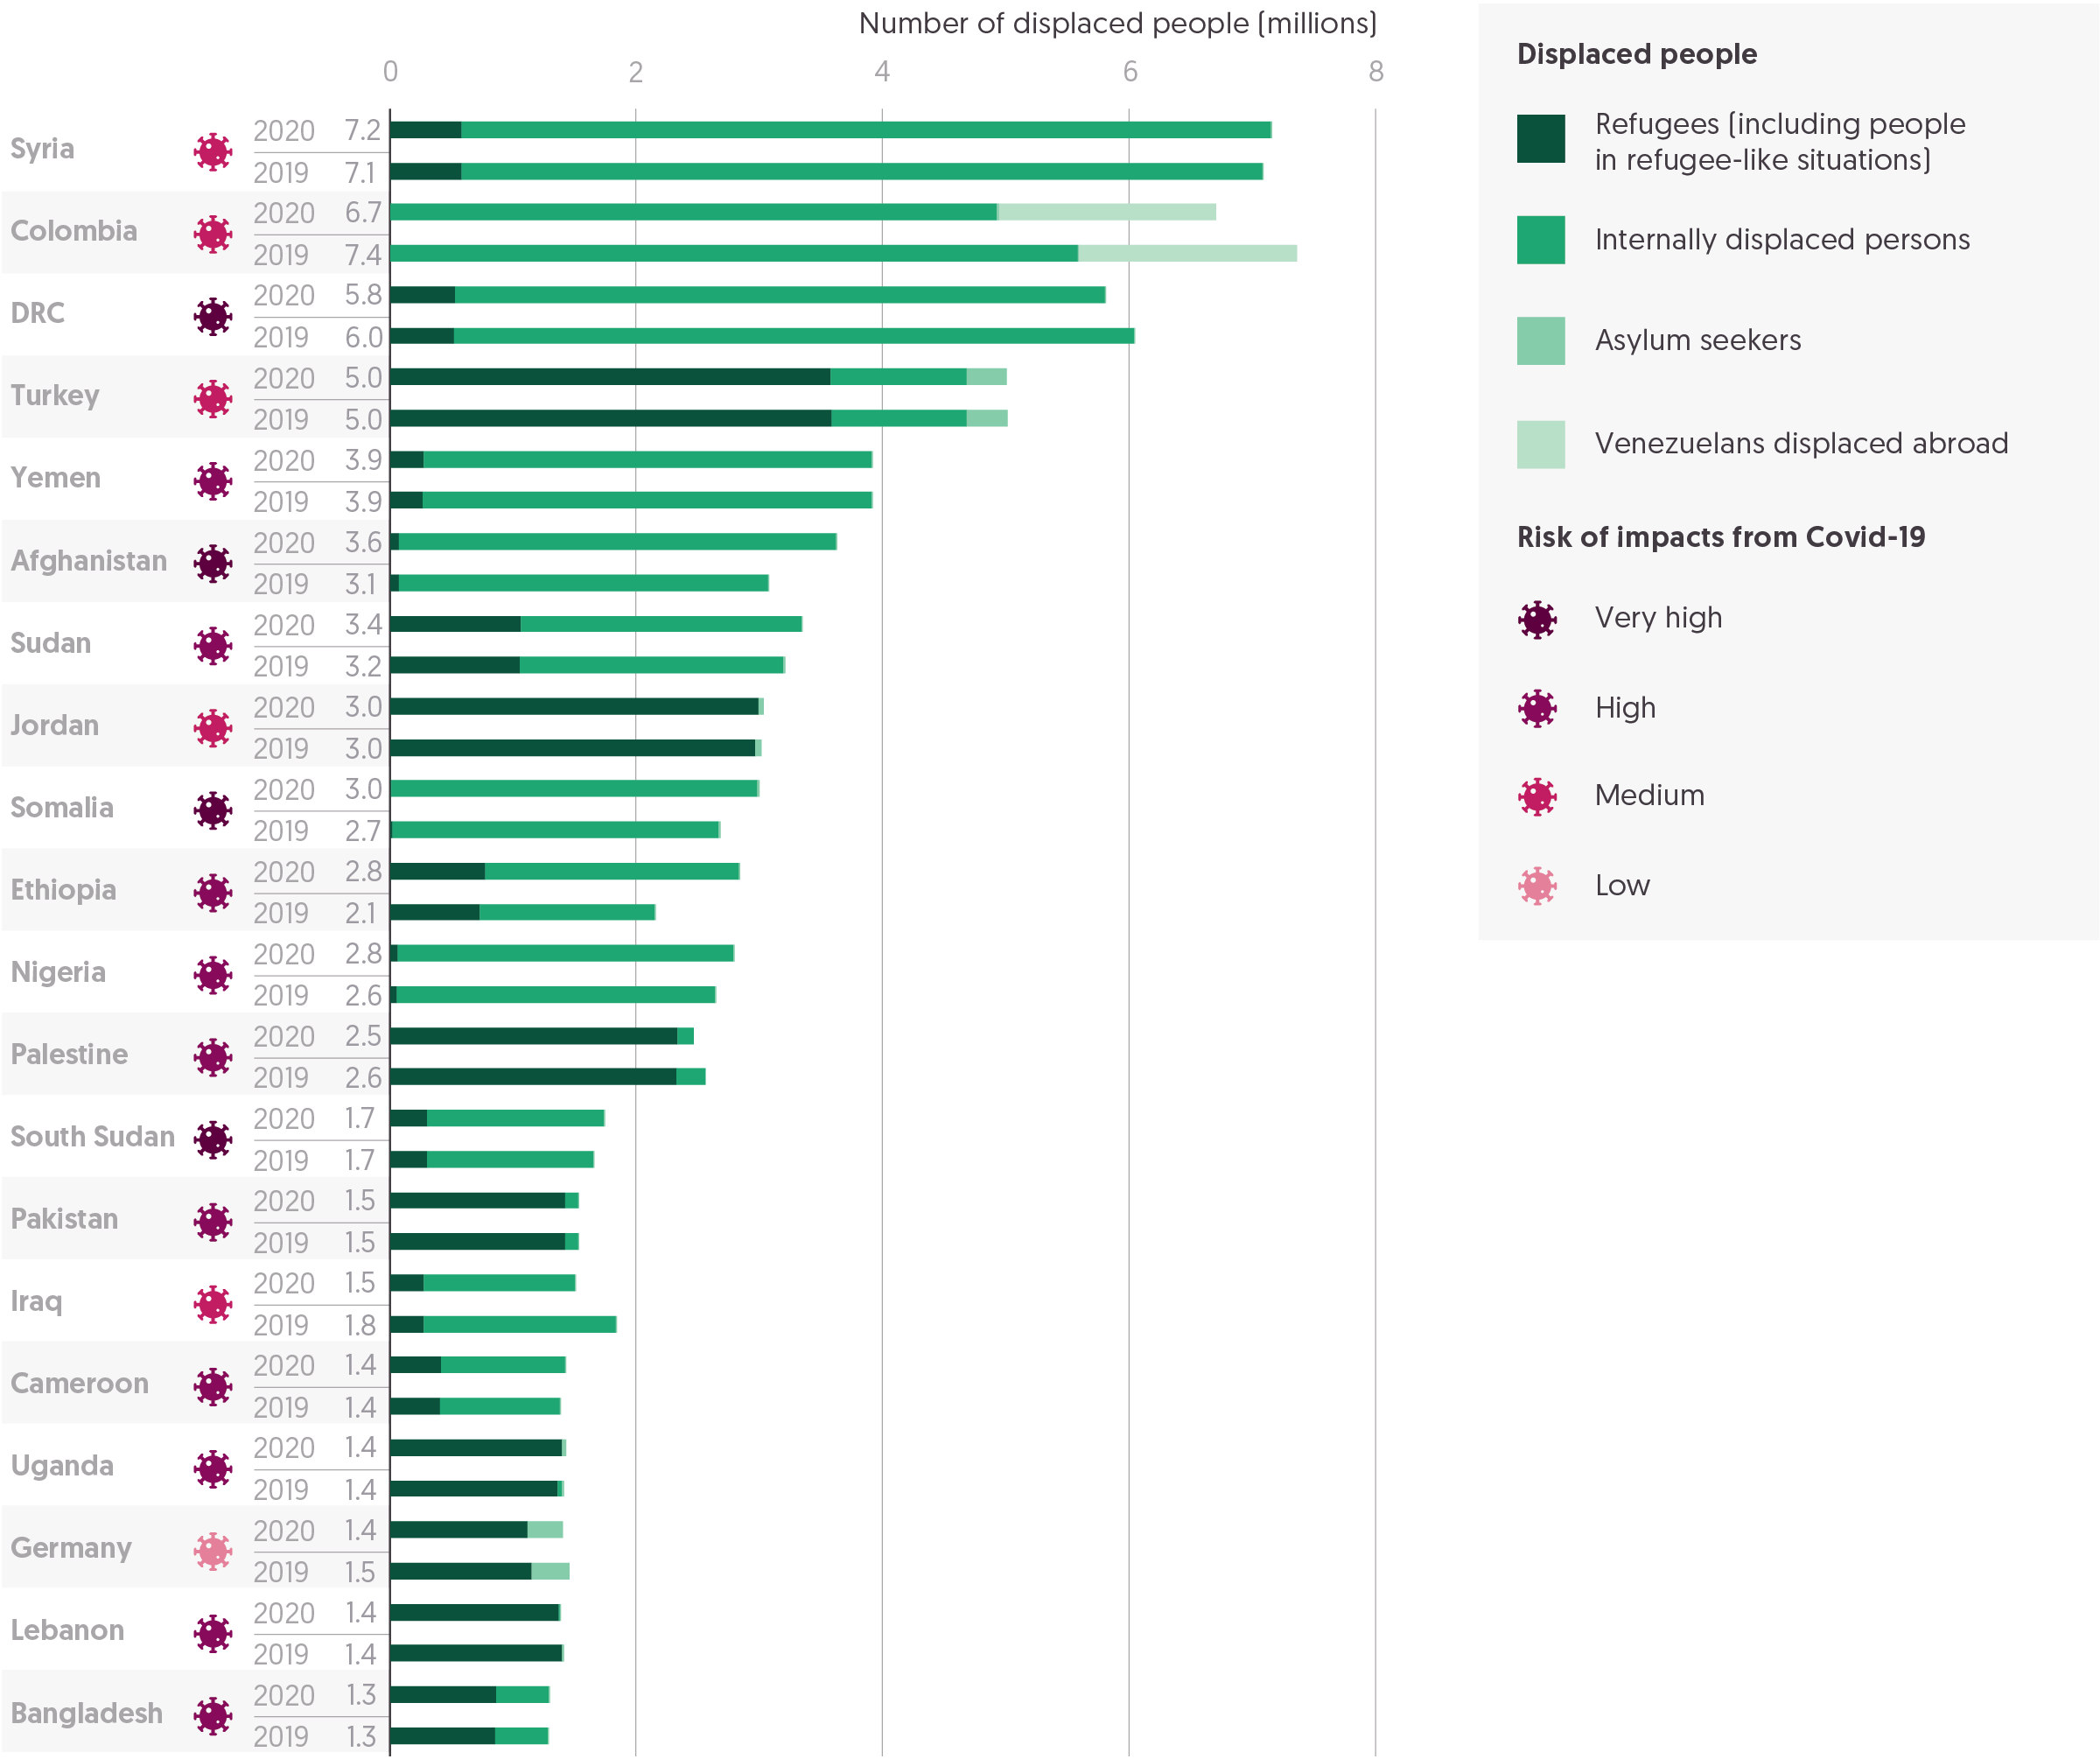 Number of displaced people (millions)
0 2 4 6 8
Syria
2020 7.2
2019 7.1
Colombia
2020 6.7
2019 7.4
DRC
2020 5.8
2019 6.0
Turkey
2020 5.0
2019 5.0
Yemen
2020 3.9
2019 3.9
Afghanistan
2020 3.6
2019 3.1
Sudan
2020 3.4
2019 3.2
Jordan
2020 3.0
2019 3.0
Somalia
2020 3.0
2019 2.7
Ethiopia
2020 2.8
2019 2.1
Nigeria
2020 2.8
2019 2.6
Palestine
2020 2.5
2019 2.6
South Sudan
2020 1.7
2019 1.7
Pakistan
2020 1.5
2019 1.5
Iraq
2020 1.5
2019 1.8
Cameroon
2020 1.4
2019 1.4
Uganda
2020 1.4
2019 1.4
Germany
2020 1.4
2019 1.5
Lebanon
2020 1.4
2019 1.4
Bangladesh
2020 1.3
2019 1.3
Displaced people
Refugees (including people
in refugee-like situations)
Internally displaced persons
Asylum seekers
Venezuelans displaced abroad
Risk of impacts from Covid-19
Very high
High
Medium
Low